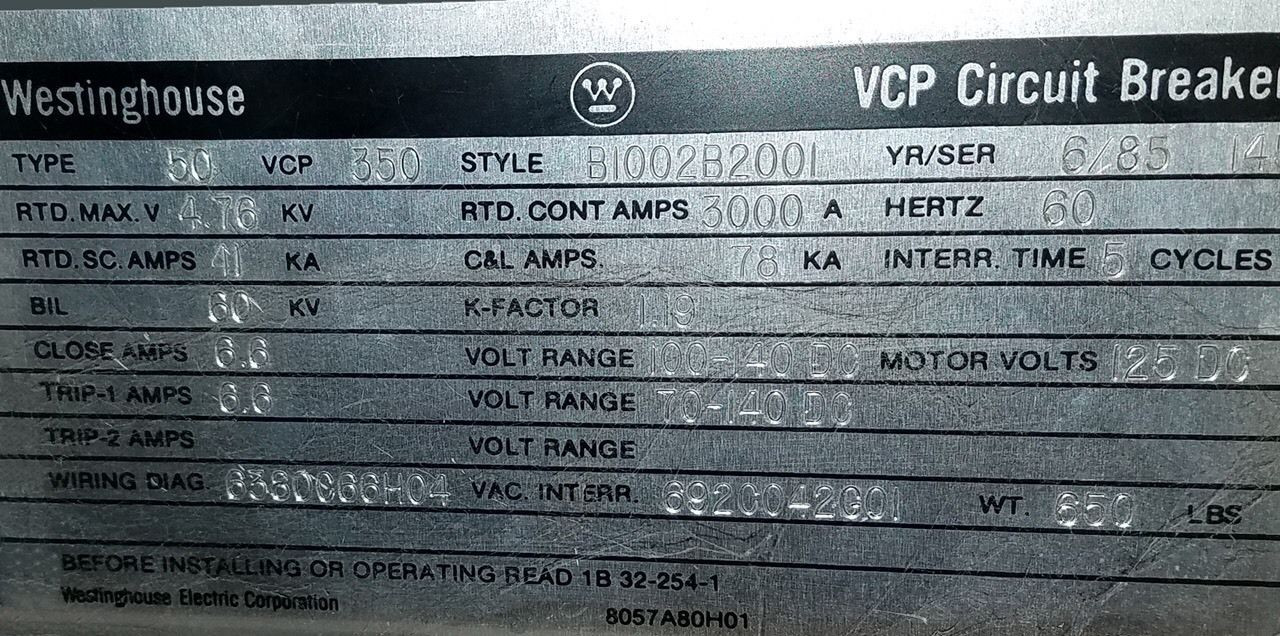 Westinghouse W VCP Circuit Breaker
TYPE 50 VCP 350 STYLE B1002B2001 YR/SER 6/85 14
RTD. MAX. V 4.76 KV RTD. CONT AMPS 3000 A HERTZ 60
RTD. SC. AMPS 41 KA C&L AMPS. 78 KA INTERR. TIME 5 CYCLES
BIL 60 KV K-FACTOR 1.19
CLOSE AMPS 6.6 VOLT RANGE 100-140 DC MOTOR VOLTS 125 DC
TRIP-1 AMPS 6.6 VOLT RANGE 70-140 DC
TRIP-2 AMPS VOLT RANGE
WIRING DIAG. VAC. INTERR. 6920042G01 WT. 650 LBS
BEFORE INSTALLING OR OPERATING READ 1B 32-254-1
Westinghouse Electric Corporation
8057A80H01